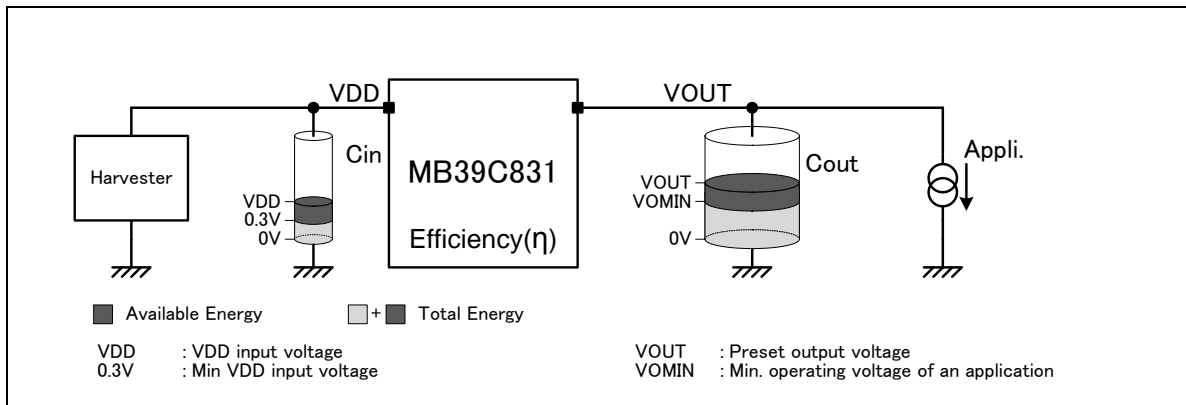 VDD
VOUT
Harvester
Cin
MB39C831
Efficiency(η)
Cout
Appli.
VDD
0.3V
0V
VOUT
VOMIN
0V
Available Energy
+ Total Energy
VDD : VDD input voltage
0.3V : Min VDD input voltage
VOUT : Preset output voltage
VOMIN : Min. operating voltage of an application